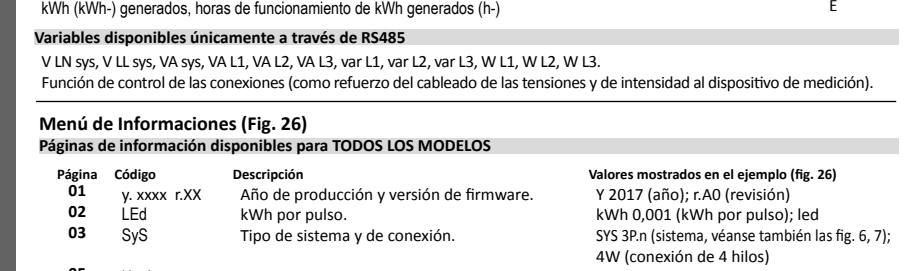 kWh (kWh-) generados, horas de funcionamiento de kWh generados (h-) E
Variables disponibles únicamente a través de RS485
V LN sys, V LL sys, VA sys, VA L1, VA L2, VA L3, var L1, var L2, var L3, W L1, W L2, W L3.
Función de control de las conexiones (como refuerzo del cableado de las tensiones y de intensidad al dispositivo de medición).
Menú de Informaciones (Fig. 26)
Páginas de información disponibles para TODOS LOS MODELOS
Página Código Descripción Valores mostrados en el ejemplo (fig. 26)
01 y. xxxx r.XX Año de producción y versión de firmware. Y 2017 (año); r.A0 (revisión)
02 LEd kWh por pulso. kWh 0,001 (kWh por pulso); led
03 SyS Tipo de sistema y de conexión. SYS 3P.n (sistema, véanse también las fig. 6, 7);
4W (conexión de 4 hilos)